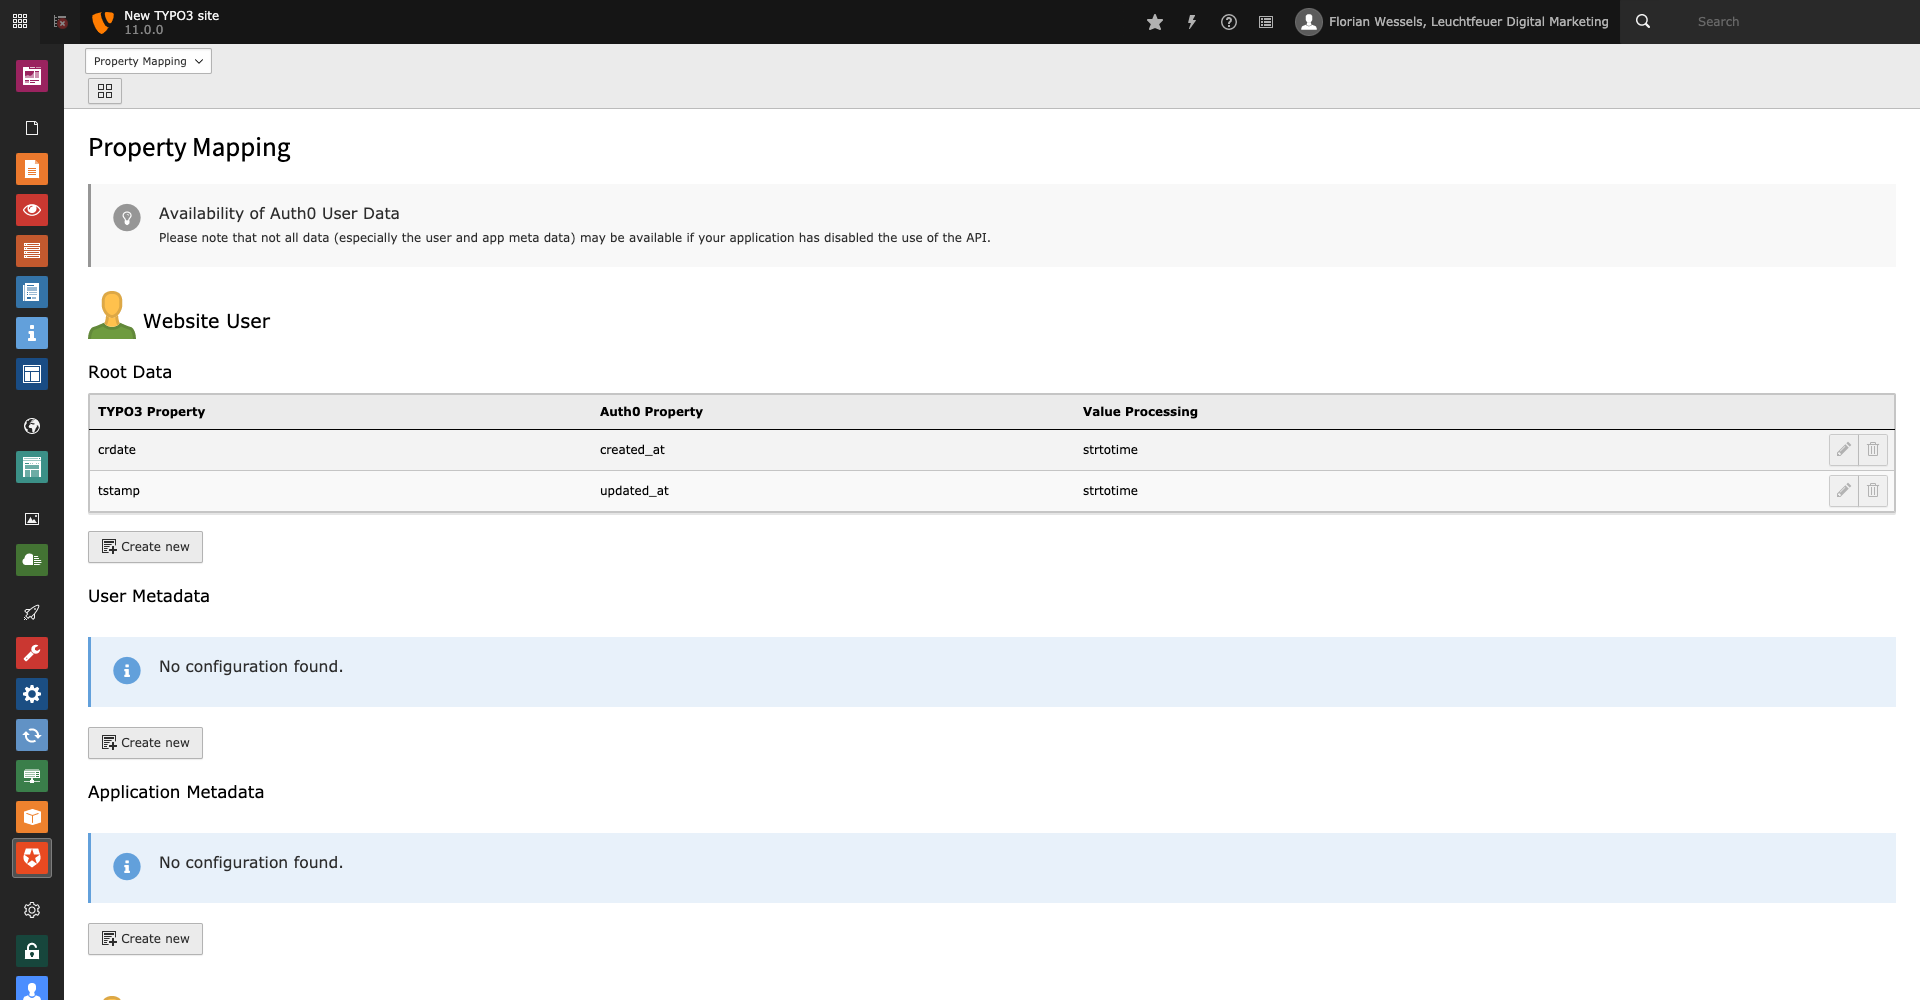 New TYPO3 site
11.0.0
Florian Wessels, Leuchtfeuer Digital Marketing
Search
Property Mapping
Property Mapping
Availability of Auth0 User Data
Please note that not all data (especially the user and app meta data) may be available if your application has disabled the use of the API.
Website User
Root Data
TYPO3 Property Auth0 Property Value Processing
crdate created_at strtotime
tstamp updated_at strtotime
Create new
User Metadata
No configuration found.
Create new
Application Metadata
No configuration found.
Create new